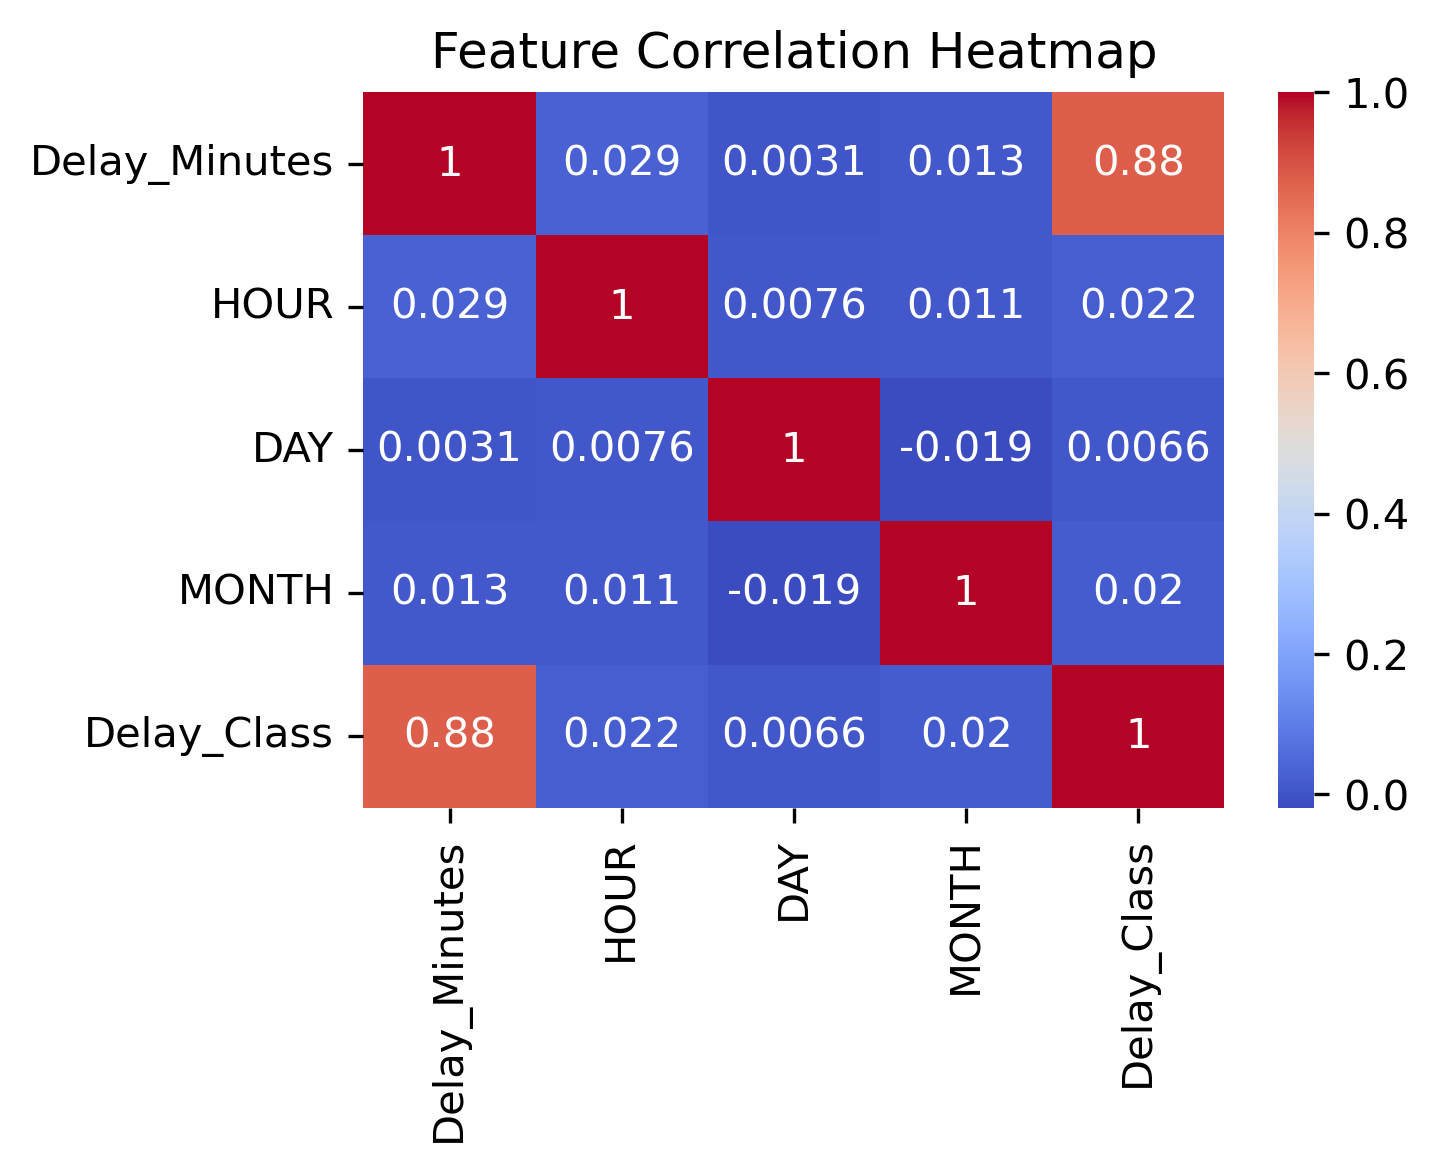 Feature Correlation Heatmap
Delay_Minutes 1 0.029 0.0031 0.013 0.88
HOUR 0.029 1 0.0076 0.011 0.022
DAY 0.0031 0.0076 1 -0.019 0.0066
MONTH 0.013 0.011 -0.019 1 0.02
Delay_Class 0.88 0.022 0.0066 0.02 1
Delay_Minutes
HOUR
DAY
MONTH
Delay_Class
1.0
0.8
0.6
0.4
0.2
0.0